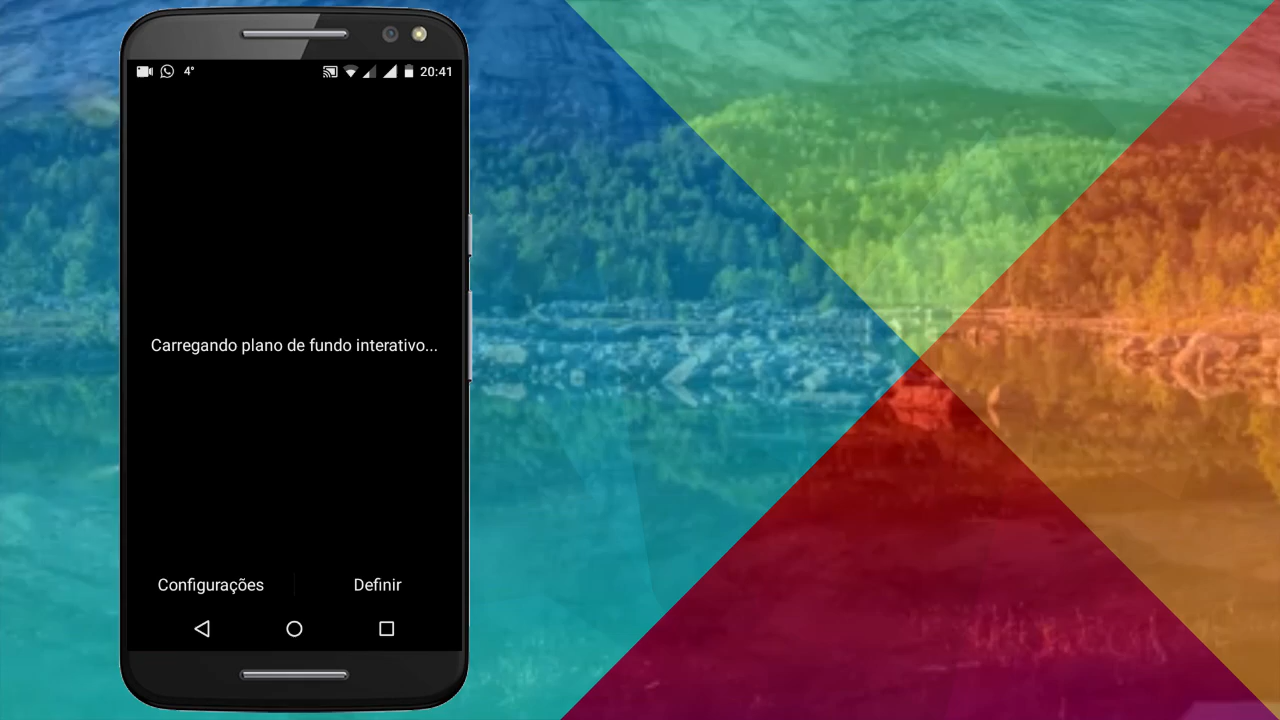 4° 20:41
Carregando plano de fundo interativo...
Configurações Definir